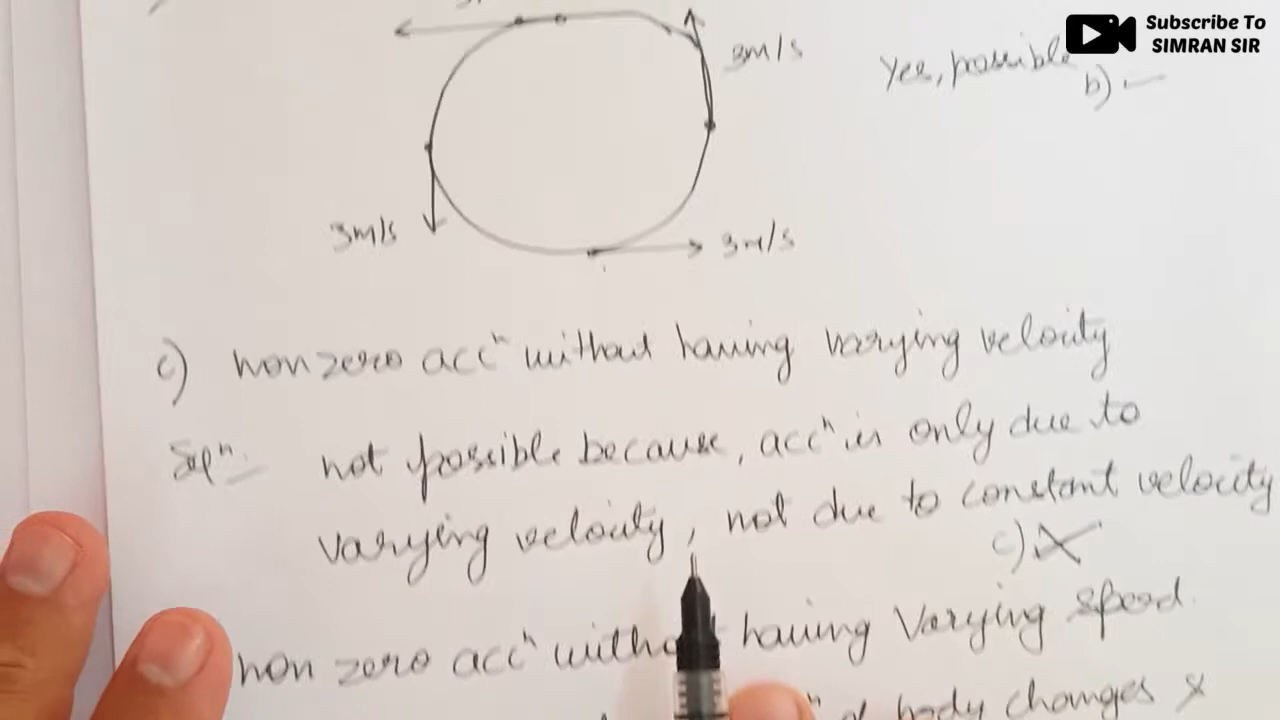 Subscribe To
SIMRAN SIR
3m/s
Yes, possible
b)
3m/s
3m/s
c) non zero accⁿ without having varying velocity
Expⁿ. not possible because, accⁿ is only due to
varying velocity, not due to constant velocity
c) X
non zero accⁿ without having Varying speed.
of body changes x